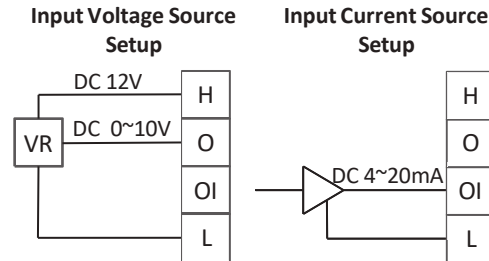 Input Voltage Source
Setup
DC 12V
DC 0~10V
VR
H
O
OI
L
Input Current Source
Setup
DC 4~20mA
H
O
OI
L